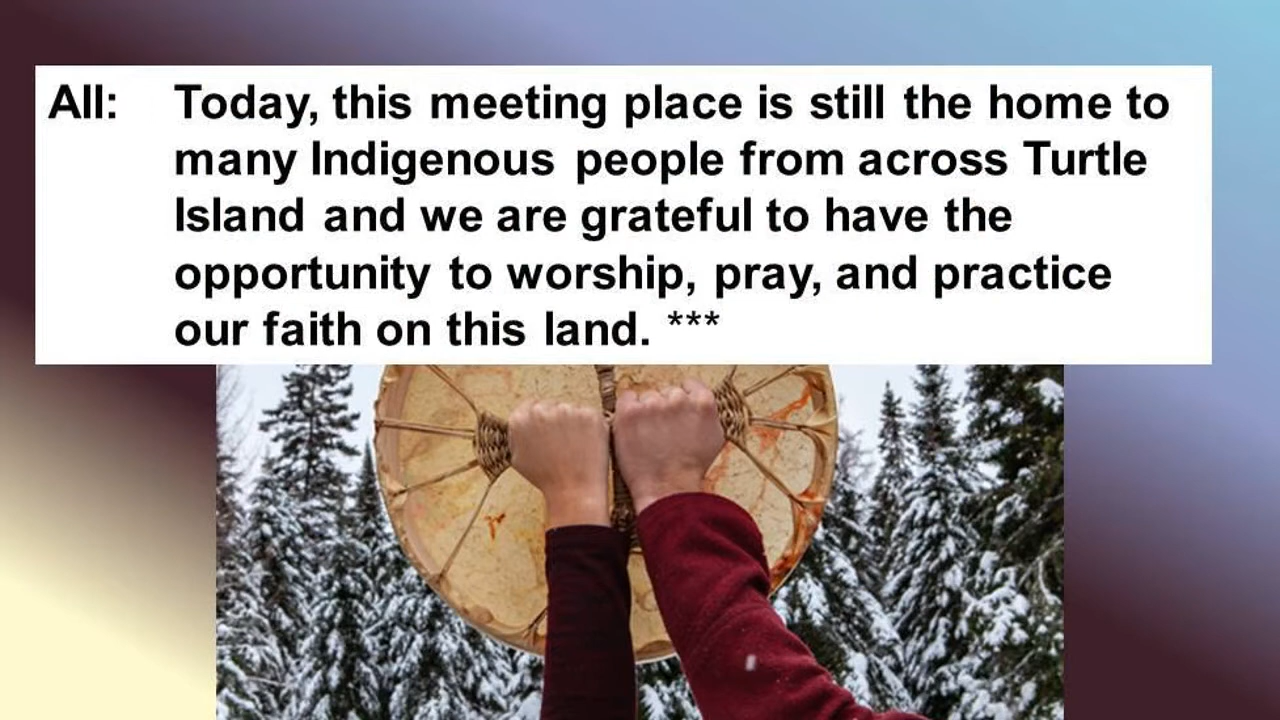 All: Today, this meeting place is still the home to
many Indigenous people from across Turtle
Island and we are grateful to have the
opportunity to worship, pray, and practice
our faith on this land. ***